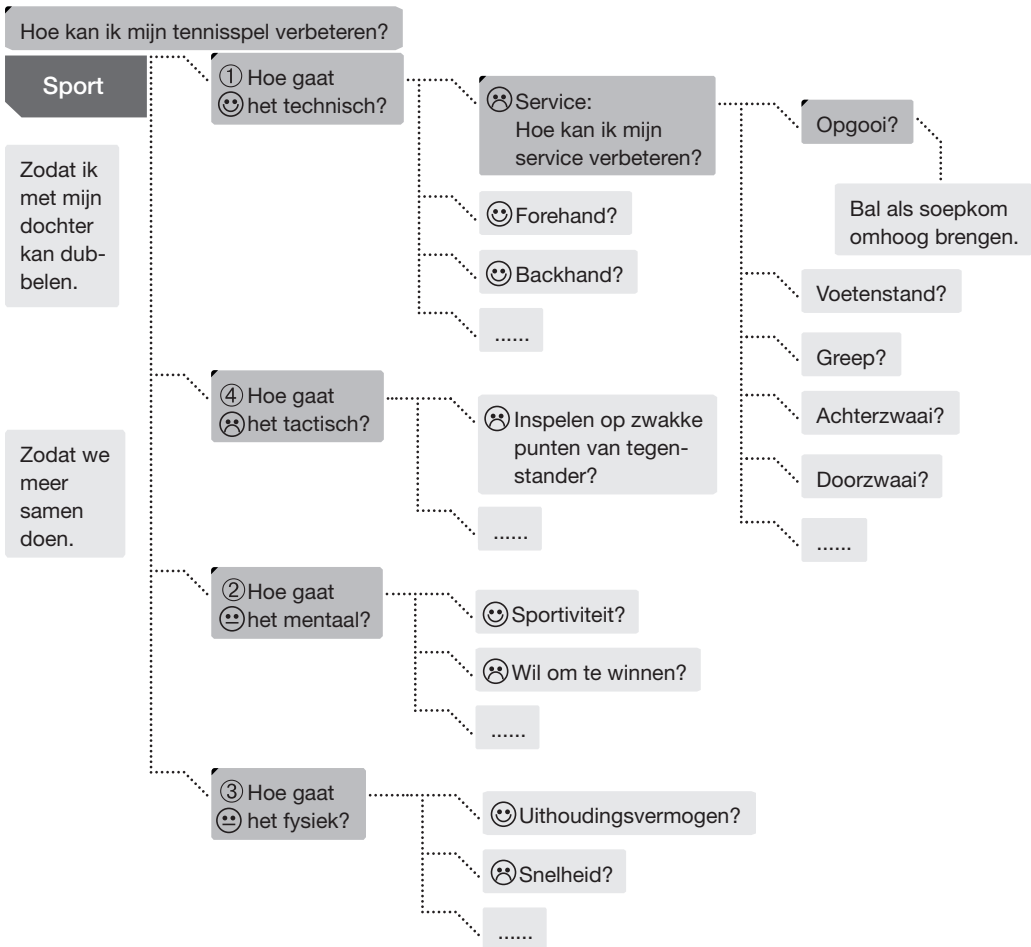 Hoe kan ik mijn tennisspel verbeteren?
Sport
Zodat ik
met mijn
dochter
kan dub-
belen.
Zodat we
meer
samen
doen.
① Hoe gaat
het technisch?
Service:
Hoe kan ik mijn
service verbeteren?
Opgooi?
Bal als soepkom
omhoog brengen.
Voetenstand?
Greep?
Achterzwaai?
Doorzwaai?
......
Forehand?
Backhand?
......
④ Hoe gaat
het tactisch?
Inspelen op zwakke
punten van tegen-
stander?
......
② Hoe gaat
het mentaal?
Sportiviteit?
Wil om te winnen?
......
③ Hoe gaat
het fysiek?
Uithoudingsvermogen?
Snelheid?
......